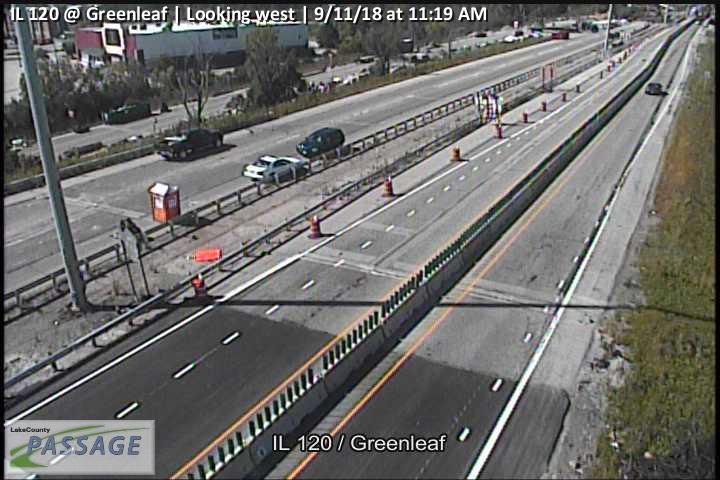 IL 120 @ Greenleaf | Looking west | 9/11/18 at 11:19 AM
LakeCounty
PASSAGE
IL 120 / Greenleaf